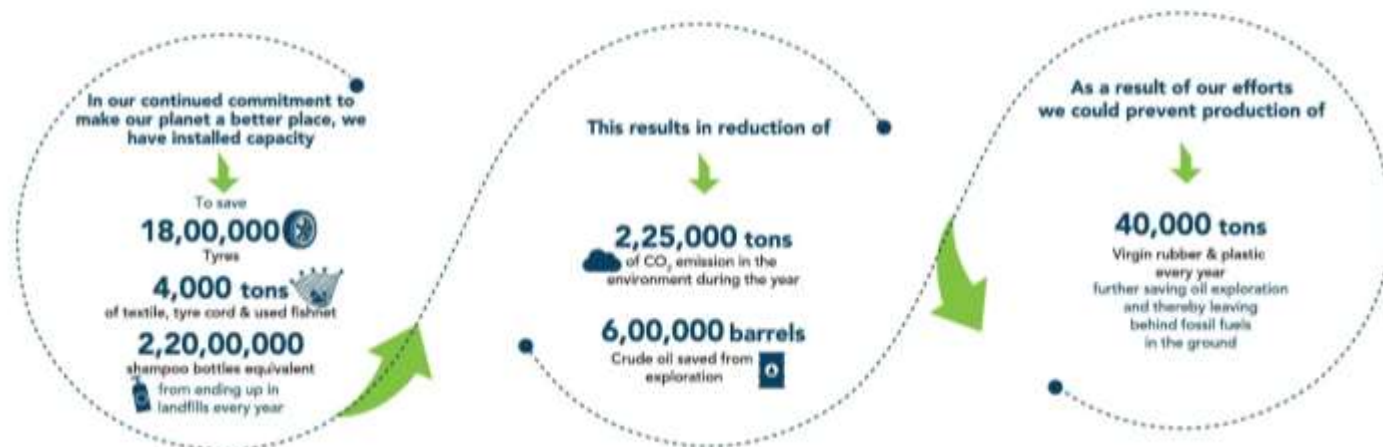 In our continued commitment to
make our planet a better place, we
have installed capacity
To save
18,00,000
Tyres
4,000 tons
of textile, tyre cord & used fishnet
2,20,00,000
shampoo bottles equivalent
from ending up in
landfills every year
This results in reduction of
2,25,000 tons
of CO₂ emission in the
environment during the year
6,00,000 barrels
Crude oil saved from
exploration
As a result of our efforts
we could prevent production of
40,000 tons
Virgin rubber & plastic
every year
further saving oil exploration
and thereby leaving
behind fossil fuels
in the ground